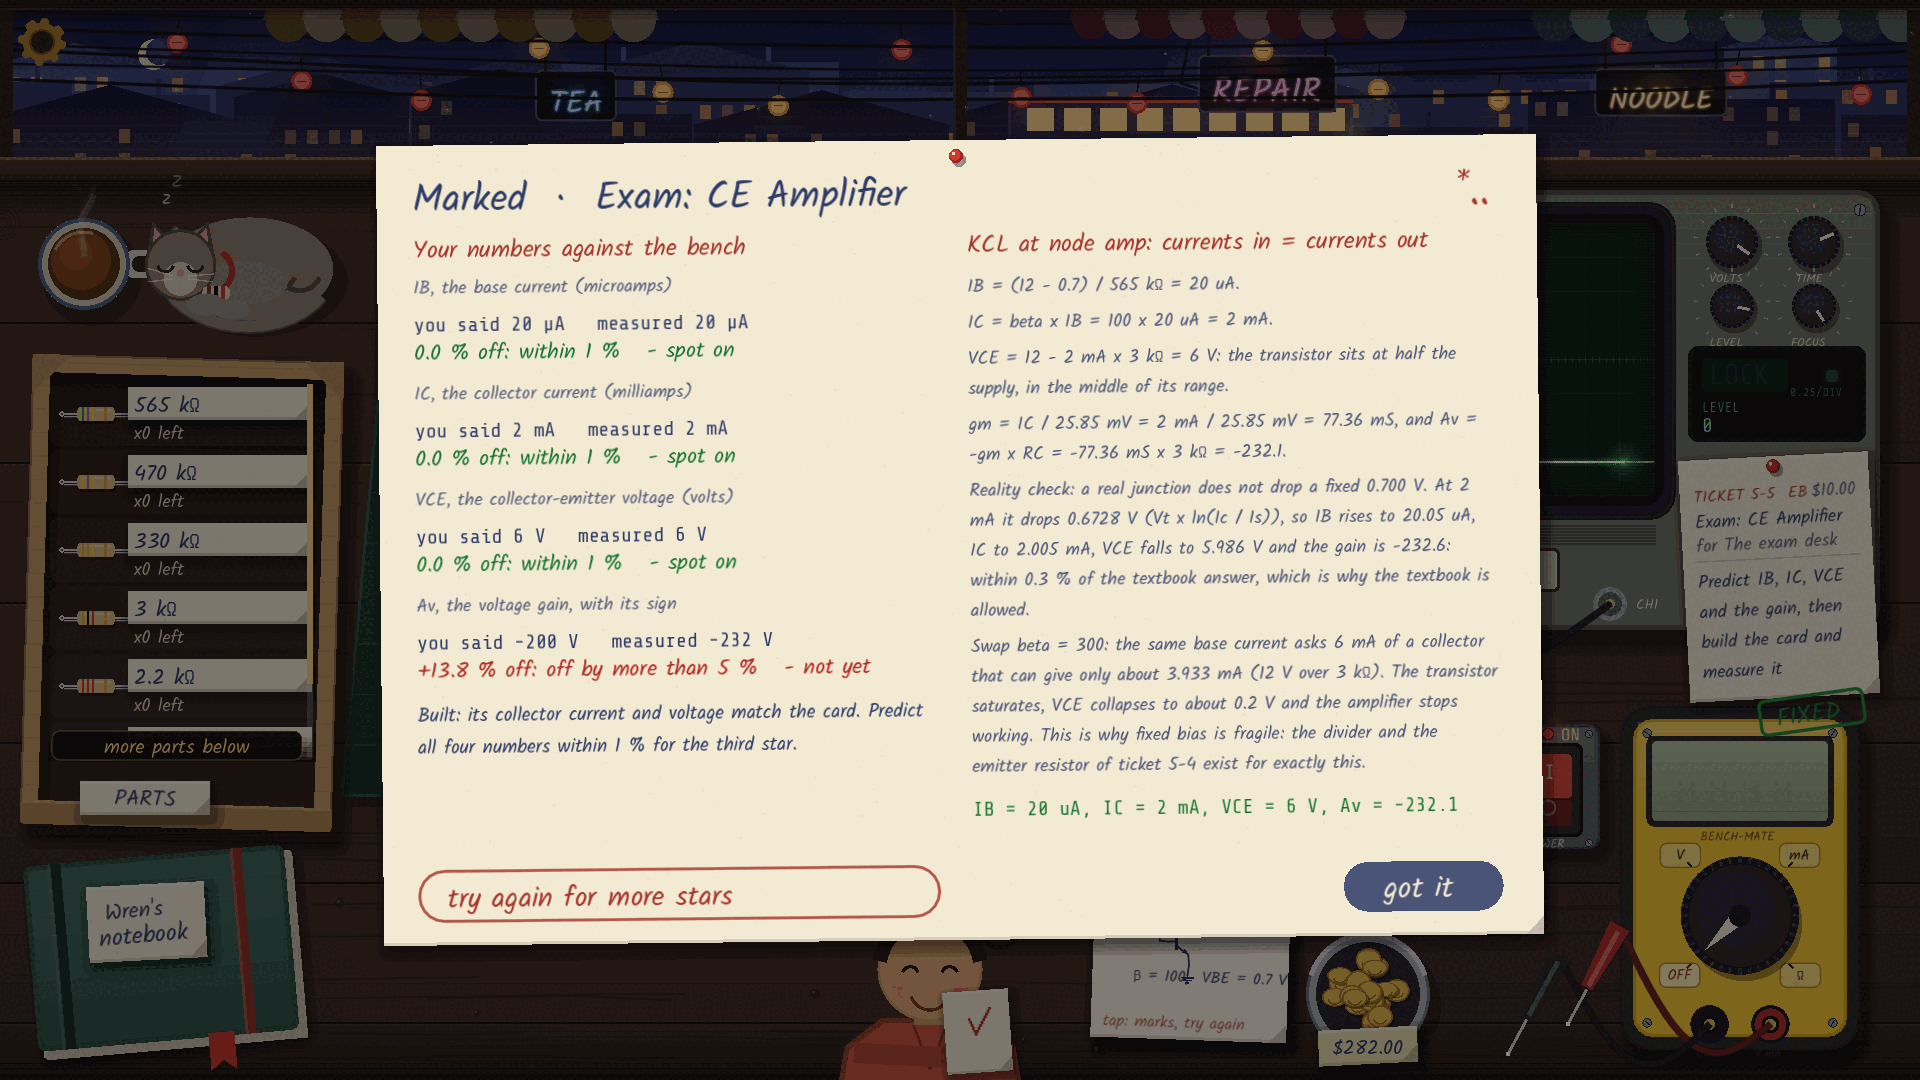 TEA
REPAIR
NOODLE
Marked · Exam: CE Amplifier
*
Your numbers against the bench
IB, the base current (microamps)
you said 20 µA measured 20 µA
0.0 % off: within 1 % - spot on
IC, the collector current (milliamps)
you said 2 mA measured 2 mA
0.0 % off: within 1 % - spot on
VCE, the collector-emitter voltage (volts)
you said 6 V measured 6 V
0.0 % off: within 1 % - spot on
Av, the voltage gain, with its sign
you said -200 V measured -232 V
+13.8 % off: off by more than 5 % - not yet
Built: its collector current and voltage match the card. Predict
all four numbers within 1 % for the third star.
try again for more stars
KCL at node amp: currents in = currents out
IB = (12 - 0.7) / 565 kΩ = 20 uA.
IC = beta x IB = 100 x 20 uA = 2 mA.
VCE = 12 - 2 mA x 3 kΩ = 6 V: the transistor sits at half the
supply, in the middle of its range.
gm = IC / 25.85 mV = 2 mA / 25.85 mV = 77.36 mS, and Av =
-gm x RC = -77.36 mS x 3 kΩ = -232.1.
Reality check: a real junction does not drop a fixed 0.700 V. At 2
mA it drops 0.6728 V (Vt x ln(Ic / Is)), so IB rises to 20.05 uA,
IC to 2.005 mA, VCE falls to 5.986 V and the gain is -232.6:
within 0.3 % of the textbook answer, which is why the textbook is
allowed.
Swap beta = 300: the same base current asks 6 mA of a collector
that can give only about 3.933 mA (12 V over 3 kΩ). The transistor
saturates, VCE collapses to about 0.2 V and the amplifier stops
working. This is why fixed bias is fragile: the divider and the
emitter resistor of ticket 5-4 exist for exactly this.
IB = 20 uA, IC = 2 mA, VCE = 6 V, Av = -232.1
got it
z
z
565 kΩ
x0 left
470 kΩ
x0 left
330 kΩ
x0 left
3 kΩ
x0 left
2.2 kΩ
x0 left
more parts below
PARTS
Wren's
notebook
VOLTS
TIME
LEVEL
FOCUS
LOCK
0.25/DIV
LEVEL
0
CH1
TICKET 5-5 EB $10.00
Exam: CE Amplifier
for The exam desk
Predict IB, IC, VCE
and the gain, then
build the card and
measure it
FIXED
ON
I
BENCH-MATE
V
mA
OFF
Ω
β = 100 VBE = 0.7 V
tap: marks, try again
$282.00